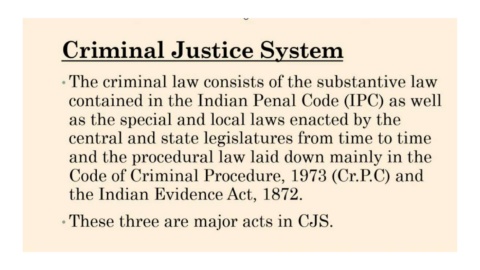 Criminal Justice System
• The criminal law consists of the substantive law
contained in the Indian Penal Code (IPC) as well
as the special and local laws enacted by the
central and state legislatures from time to time
and the procedural law laid down mainly in the
Code of Criminal Procedure, 1973 (Cr.P.C) and
the Indian Evidence Act, 1872.
• These three are major acts in CJS.